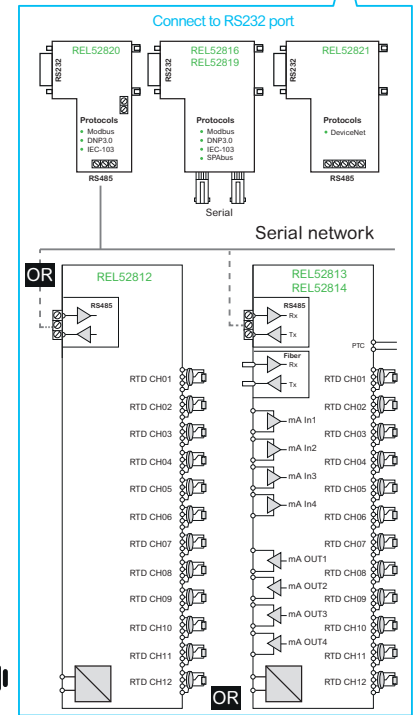 Connect to RS232 port
REL52820
RS232
Protocols
• Modbus
• DNP3.0
• IEC-103
RS485
REL52816
REL52819
RS232
Protocols
• Modbus
• DNP3.0
• IEC-103
• SPAbus
Serial
REL52821
RS232
Protocols
• DeviceNet
RS485
Serial network
OR
REL52812
RS485
RTD CH01
RTD CH02
RTD CH03
RTD CH04
RTD CH05
RTD CH06
RTD CH07
RTD CH08
RTD CH09
RTD CH10
RTD CH11
RTD CH12
OR
REL52813
REL52814
RS485
Rx
Tx
Fiber
Rx
Tx
mA In1
mA In2
mA In3
mA In4
mA OUT1
mA OUT2
mA OUT3
mA OUT4
PTC
RTD CH01
RTD CH02
RTD CH03
RTD CH04
RTD CH05
RTD CH06
RTD CH07
RTD CH08
RTD CH09
RTD CH10
RTD CH11
RTD CH12